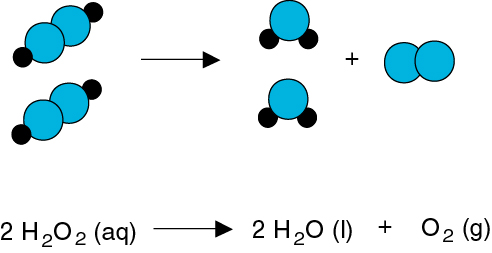 +
2 H₂O₂ (aq) → 2 H₂O (l) + O₂ (g)